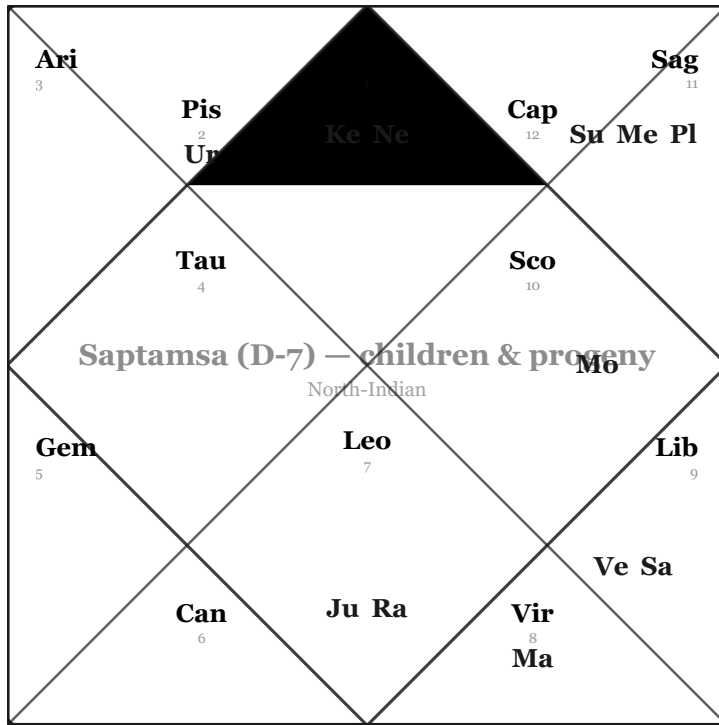 Ari
3
Sag
11
Pis
2
Ur
1
Ke Ne
Cap
12
Su Me Pl
Tau
4
Sco
10
Saptamsa (D-7) — children & progeny
Mo
North-Indian
Gem
5
Leo
7
Lib
9
Ve Sa
Can
6
Ju Ra
Vir
8
Ma